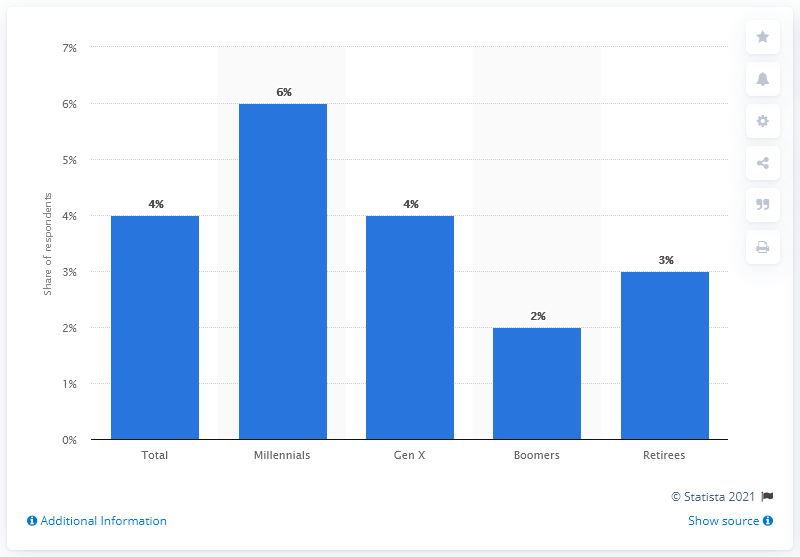 7%
6%
5%
4%
3%
2%
1%
0%
Share of respondents
4%
6%
4%
2%
3%
Total
Millennials
Gen X
Boomers
Retirees
© Statista 2021
Additional Information
Show source